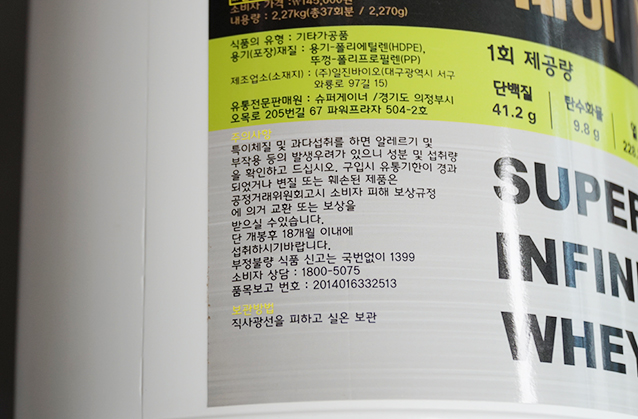 소비자 가격 : ₩145,000원
내용량 : 2,27kg(총37회분 / 2,270g)
식품의 유형 : 기타가공품
용기(포장)재질 : 용기-폴리에틸렌(HDPE),
뚜껑-폴리프로필렌(PP)
제조업소(소재지) : (주)일진바이오(대구광역시 서구
와룡로 97길 15)
유통전문판매원 : 슈퍼게이너 /경기도 의정부시
오목로 205번길 67 파워프라자 504-2호
주의사항
특이체질 및 과다섭취를 하면 알레르기 및
부작용 등의 발생우려가 있으니 성분 및 섭취량
을 확인하고 드십시오. 구입시 유통기한이 경과
되었거나 변질 또는 훼손된 제품은
공정거래위원회고시 소비자 피해 보상규정
에 의거 교환 또는 보상을
받으실 수있습니다.
단 개봉후 18개월 이내에
섭취하시기바랍니다.
부정불량 식품 신고는 국번없이 1399
소비자 상담 : 1800-5075
품목보고 번호 : 2014016332513
보관방법
직사광선을 피하고 실온 보관
1회 제공량
단백질 탄수화물
41.2 g 9.8 g 228.
SUPER
INFIN
WHEY